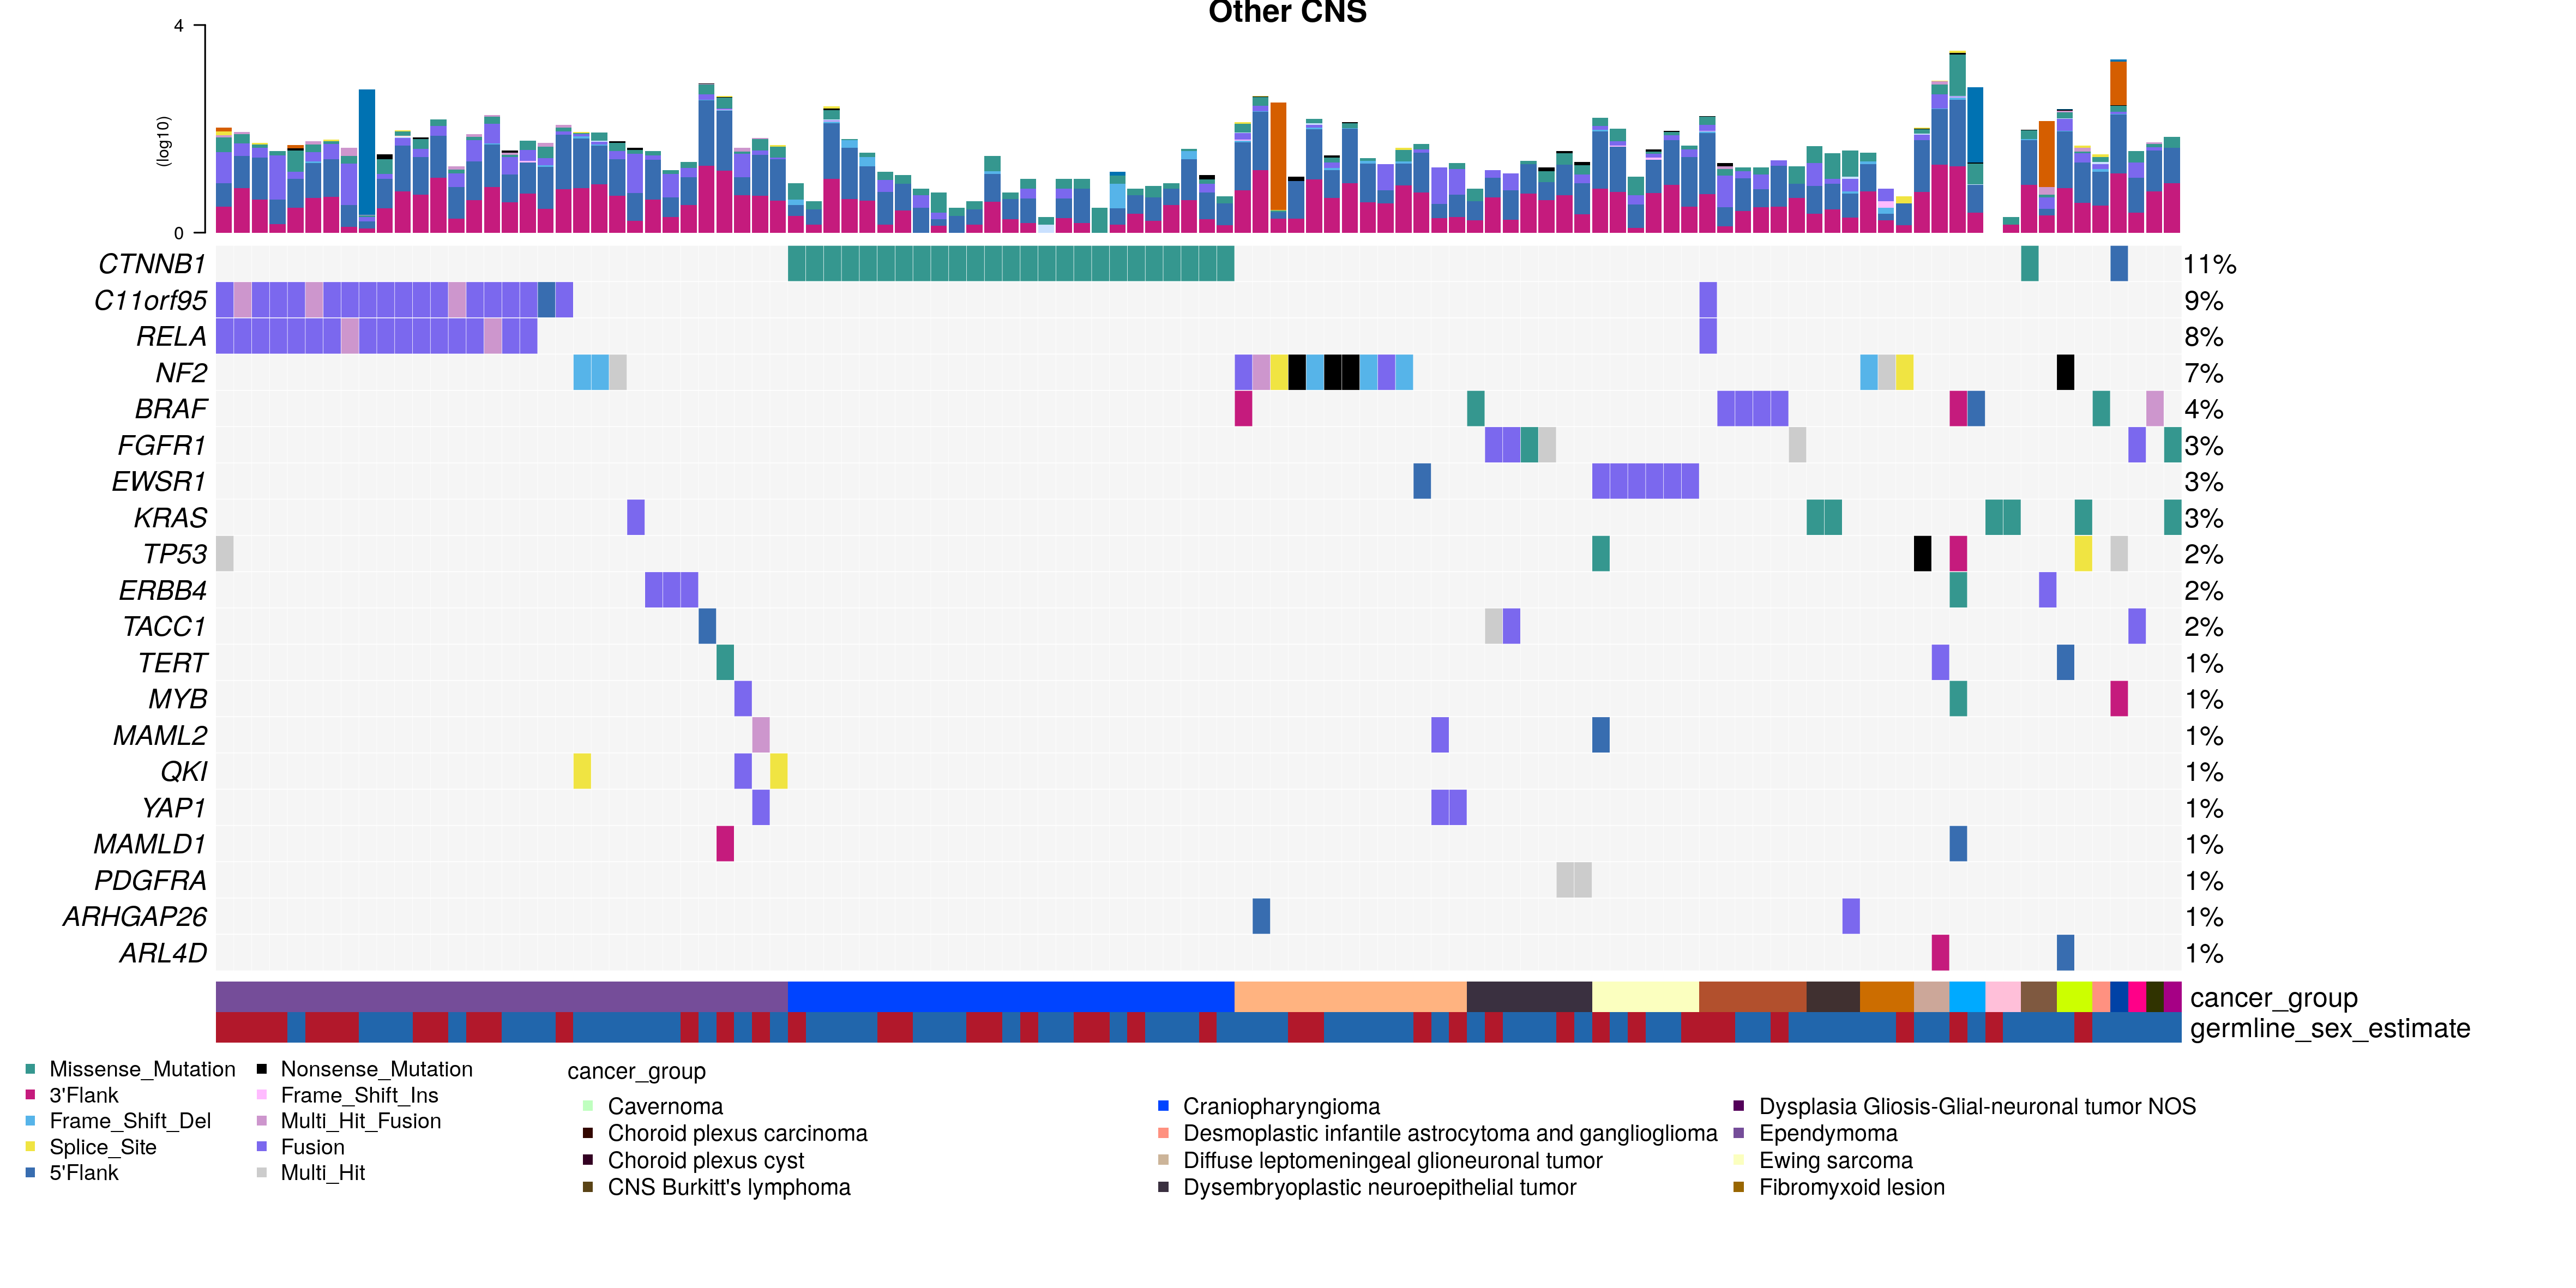 Other CNS
4
(log10)
0
CTNNB1 11%
C11orf95 9%
RELA 8%
NF2 7%
BRAF 4%
FGFR1 3%
EWSR1 3%
KRAS 3%
TP53 2%
ERBB4 2%
TACC1 2%
TERT 1%
MYB 1%
MAML2 1%
QKI 1%
YAP1 1%
MAMLD1 1%
PDGFRA 1%
ARHGAP26 1%
ARL4D 1%
cancer_group
germline_sex_estimate
Missense_Mutation
3'Flank
Frame_Shift_Del
Splice_Site
5'Flank
Nonsense_Mutation
Frame_Shift_Ins
Multi_Hit_Fusion
Fusion
Multi_Hit
cancer_group
Cavernoma
Choroid plexus carcinoma
Choroid plexus cyst
CNS Burkitt's lymphoma
Craniopharyngioma
Desmoplastic infantile astrocytoma and ganglioglioma
Diffuse leptomeningeal glioneuronal tumor
Dysembryoplastic neuroepithelial tumor
Dysplasia Gliosis-Glial-neuronal tumor NOS
Ependymoma
Ewing sarcoma
Fibromyxoid lesion